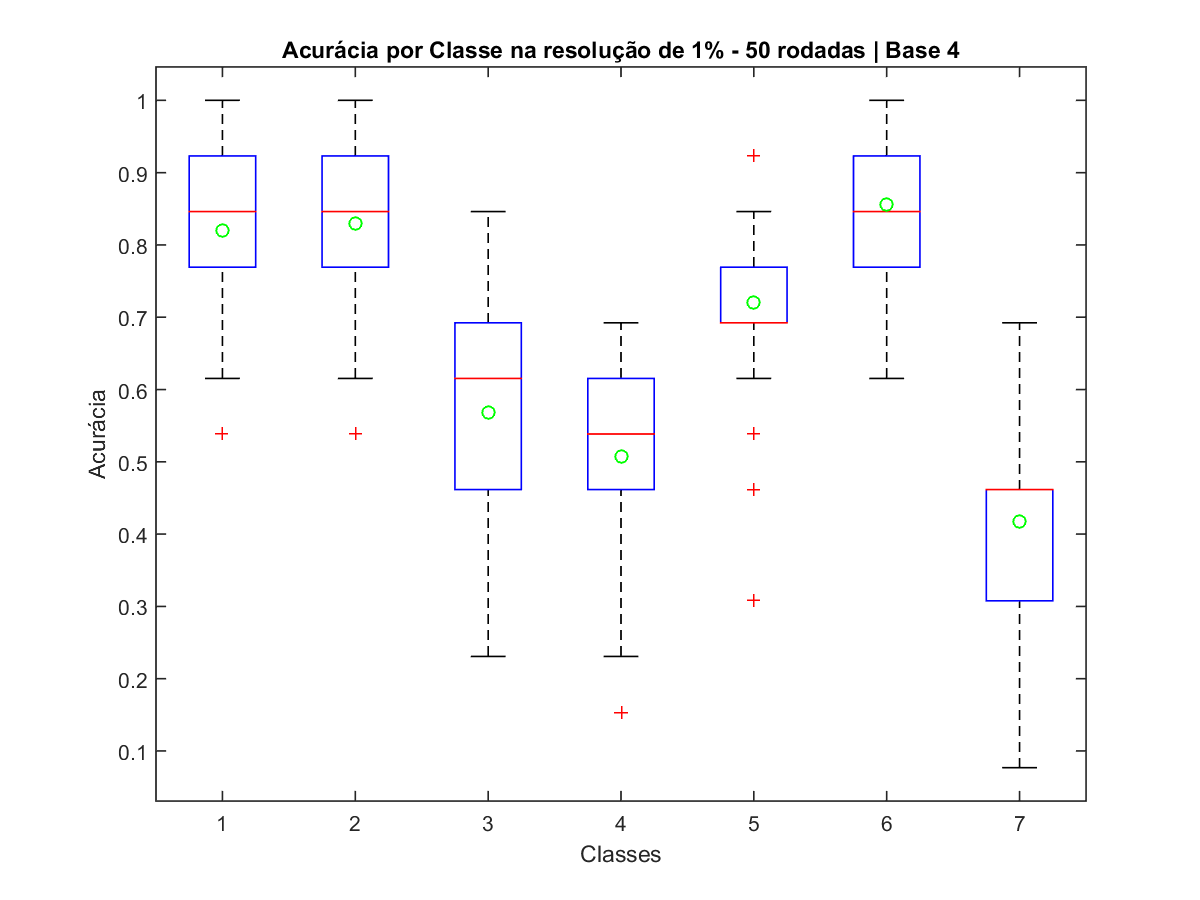 Acurácia por Classe na resolução de 1% - 50 rodadas | Base 4
1
0.9
0.8
0.7
0.6
0.5
0.4
0.3
0.2
0.1
Acurácia
1 2 3 4 5 6 7
Classes